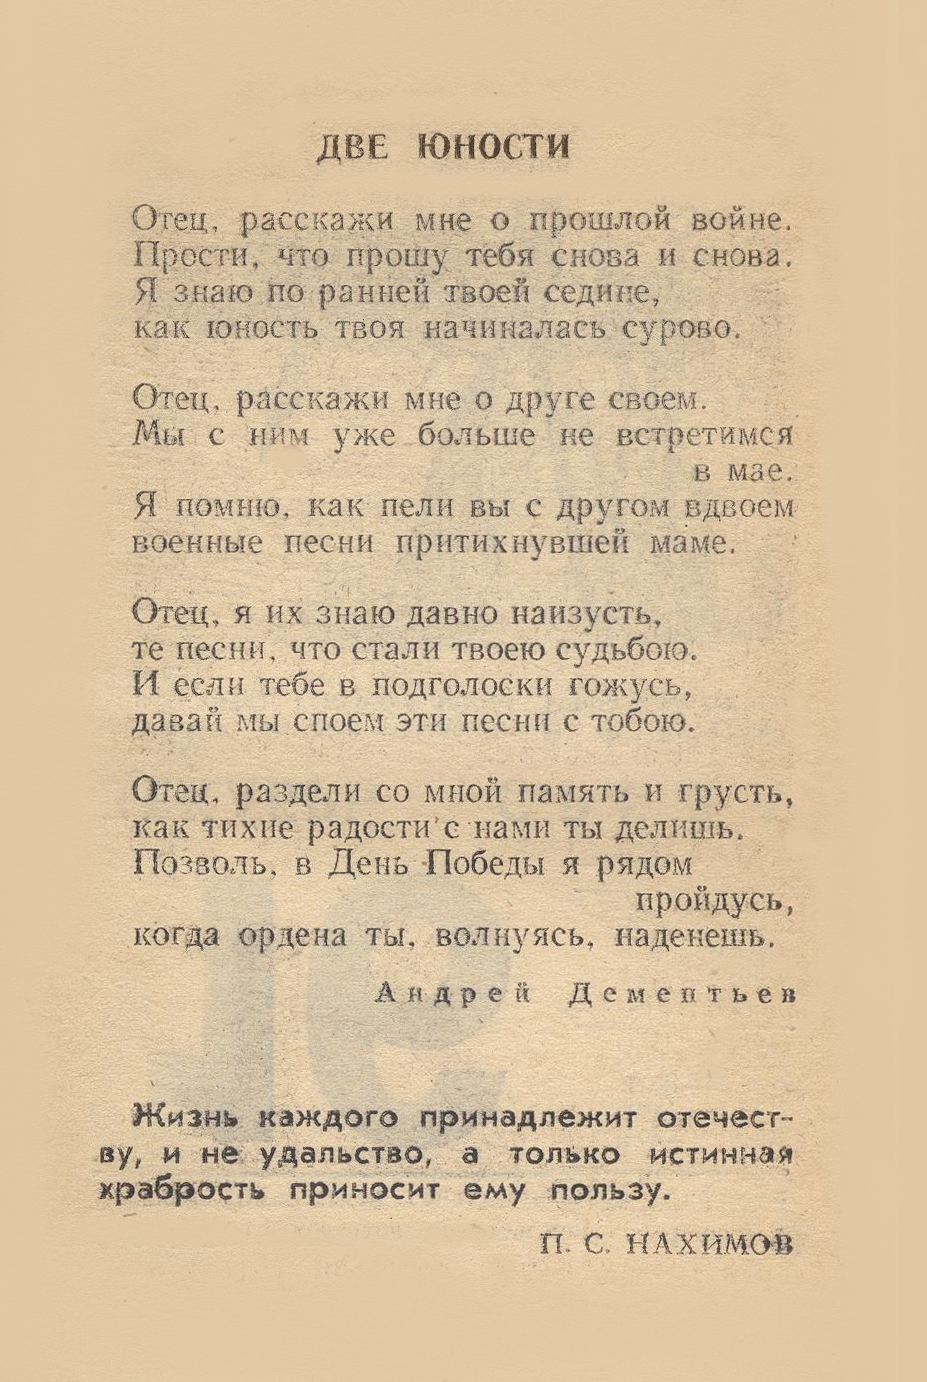 ДВЕ ЮНОСТИ
Отец, расскажи мне о прошлой войне.
Прости, что прошу тебя снова и снова.
Я знаю по ранней твоей седине,
как юность твоя начиналась сурово.
Отец, расскажи мне о друге своем.
Мы с ним уже больше не встретимся
в мае.
Я помню, как пели вы с другом вдвоем
военные песни притихнувшей маме.
Отец, я их знаю давно наизусть,
те песни, что стали твоею судьбою.
И если тебе в подголоски гожусь,
давай мы споем эти песни с тобою.
Отец, раздели со мной память и грусть,
как тихие радости с нами ты делишь.
Позволь, в День Победы я рядом
пройдусь,
когда ордена ты, волнуясь, наденешь.
Андрей Дементьев
Жизнь каждого принадлежит отечест-
ву, и не удальство, а только истинная
храбрость приносит ему пользу.
П. С. НАХИМОВ